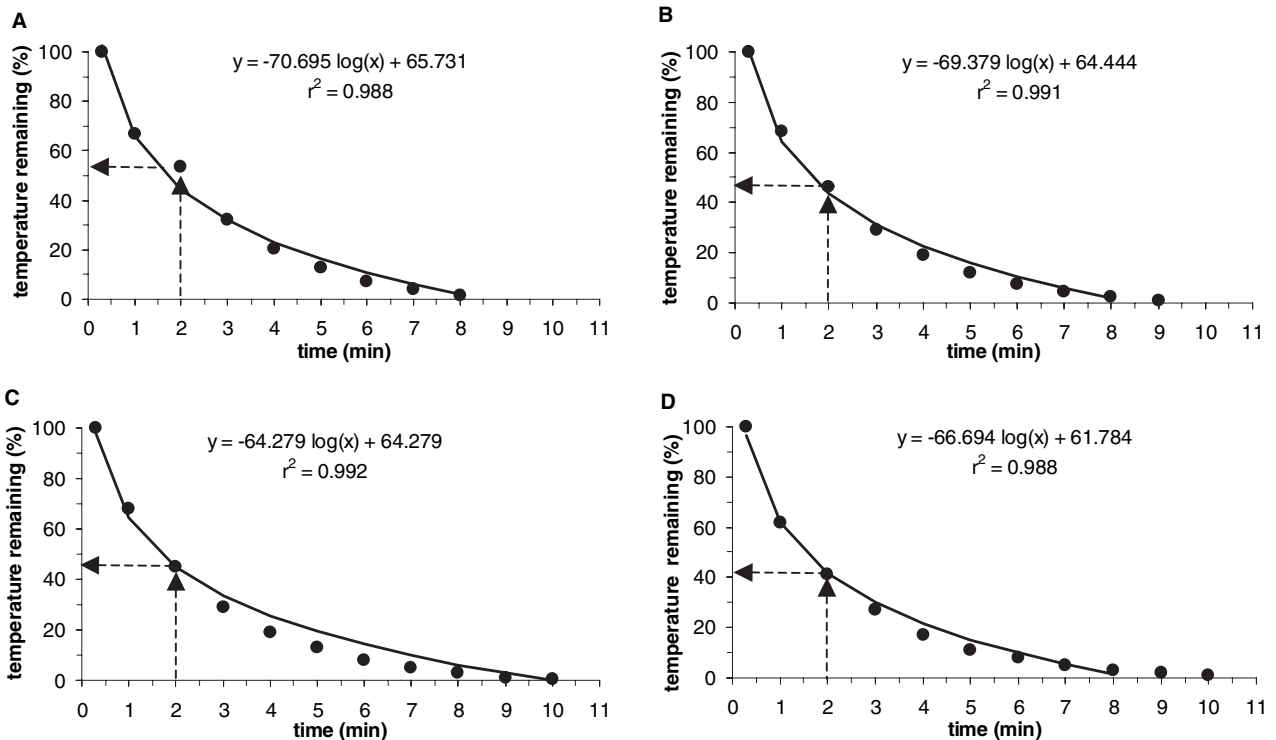 A
temperature remaining (%)
100
80
60
40
20
0
y = -70.695 log(x) + 65.731
r² = 0.988
0 1 2 3 4 5 6 7 8 9 10 11
time (min)
B
temperature remaining (%)
100
80
60
40
20
0
y = -69.379 log(x) + 64.444
r² = 0.991
0 1 2 3 4 5 6 7 8 9 10 11
time (min)
C
temperature remaining (%)
100
80
60
40
20
0
y = -64.279 log(x) + 64.279
r² = 0.992
0 1 2 3 4 5 6 7 8 9 10 11
time (min)
D
temperature remaining (%)
100
80
60
40
20
0
y = -66.694 log(x) + 61.784
r² = 0.988
0 1 2 3 4 5 6 7 8 9 10 11
time (min)